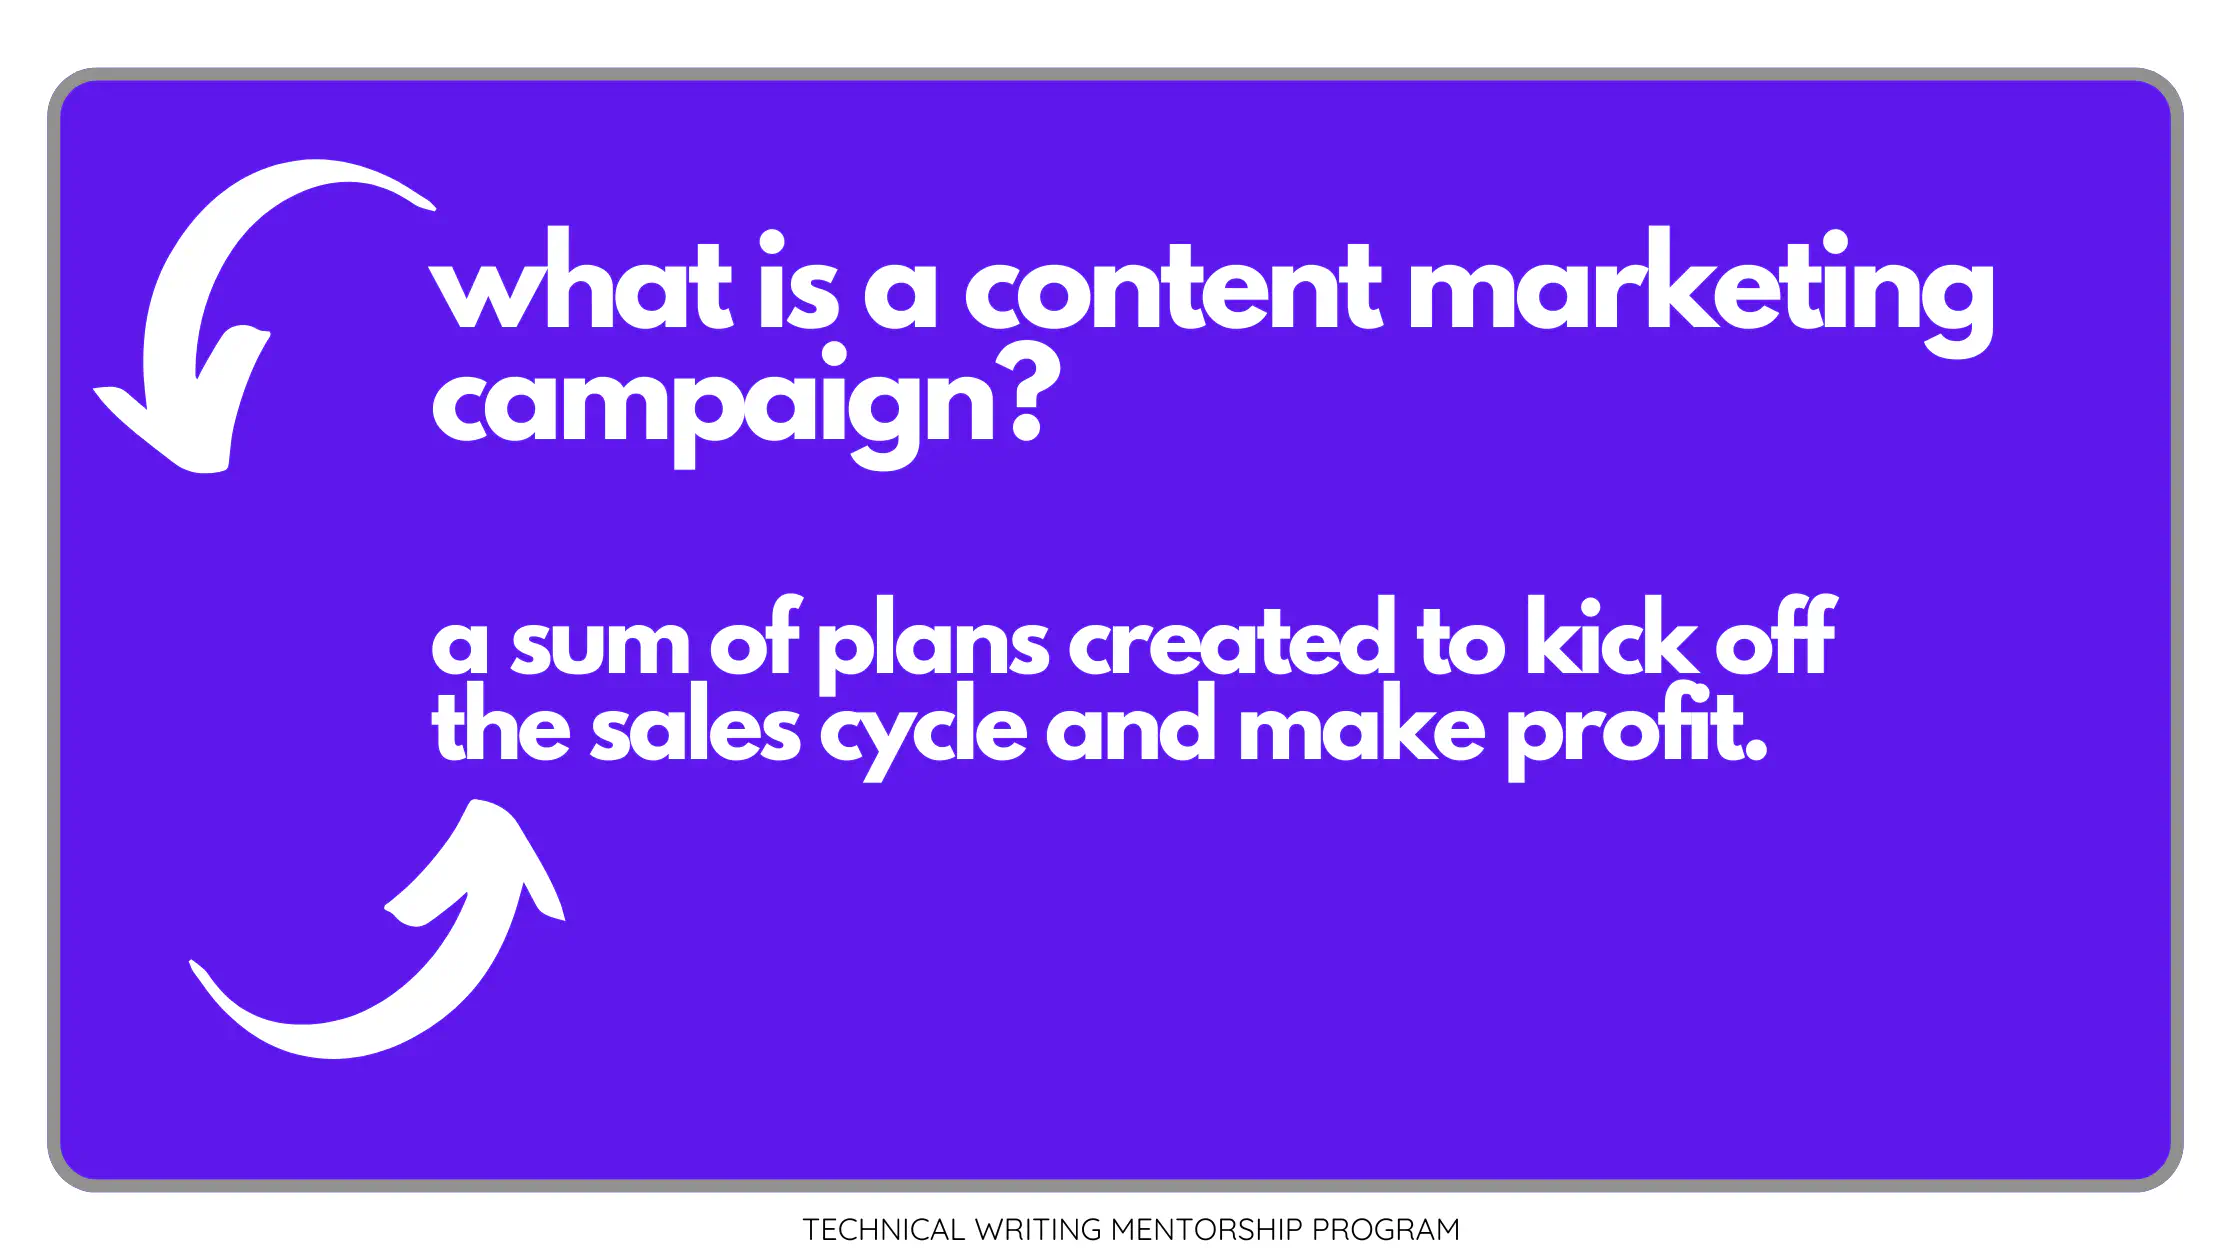 what is a content marketing
campaign?
a sum of plans created to kick off
the sales cycle and make profit.
TECHNICAL WRITING MENTORSHIP PROGRAM